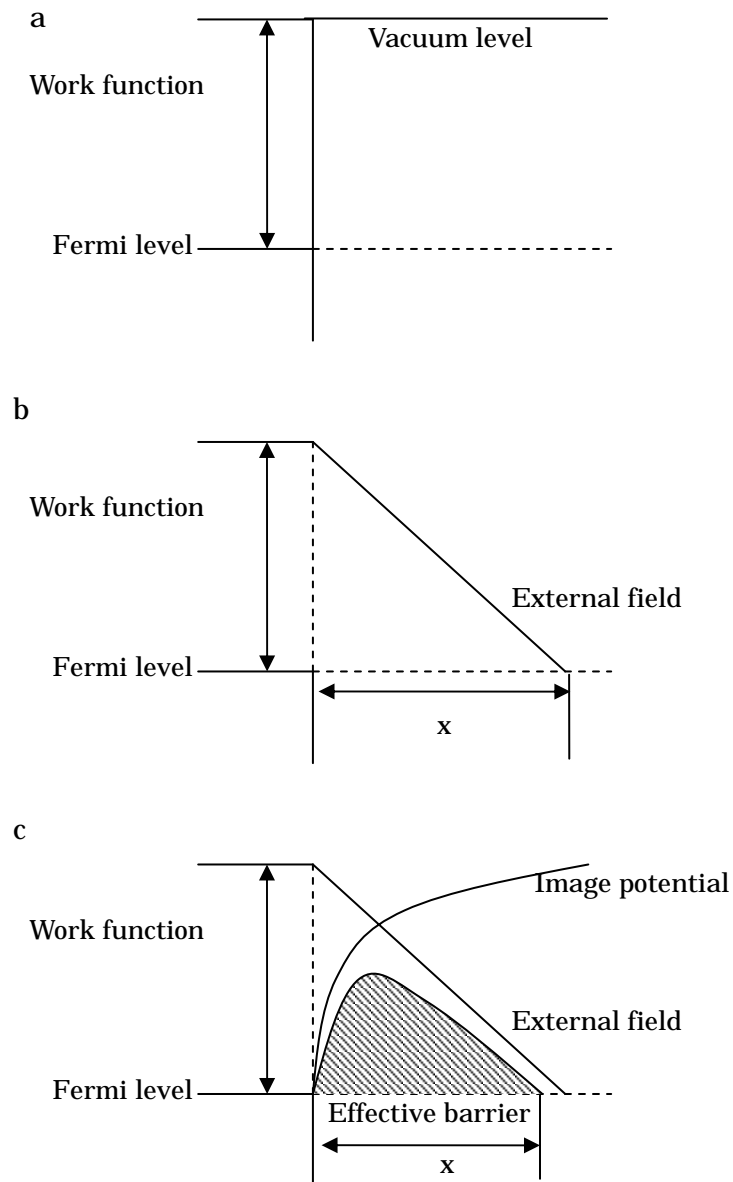 a
Vacuum level
Work function
Fermi level
b
Work function
External field
Fermi level
x
c
Image potential
Work function
External field
Fermi level
Effective barrier
x